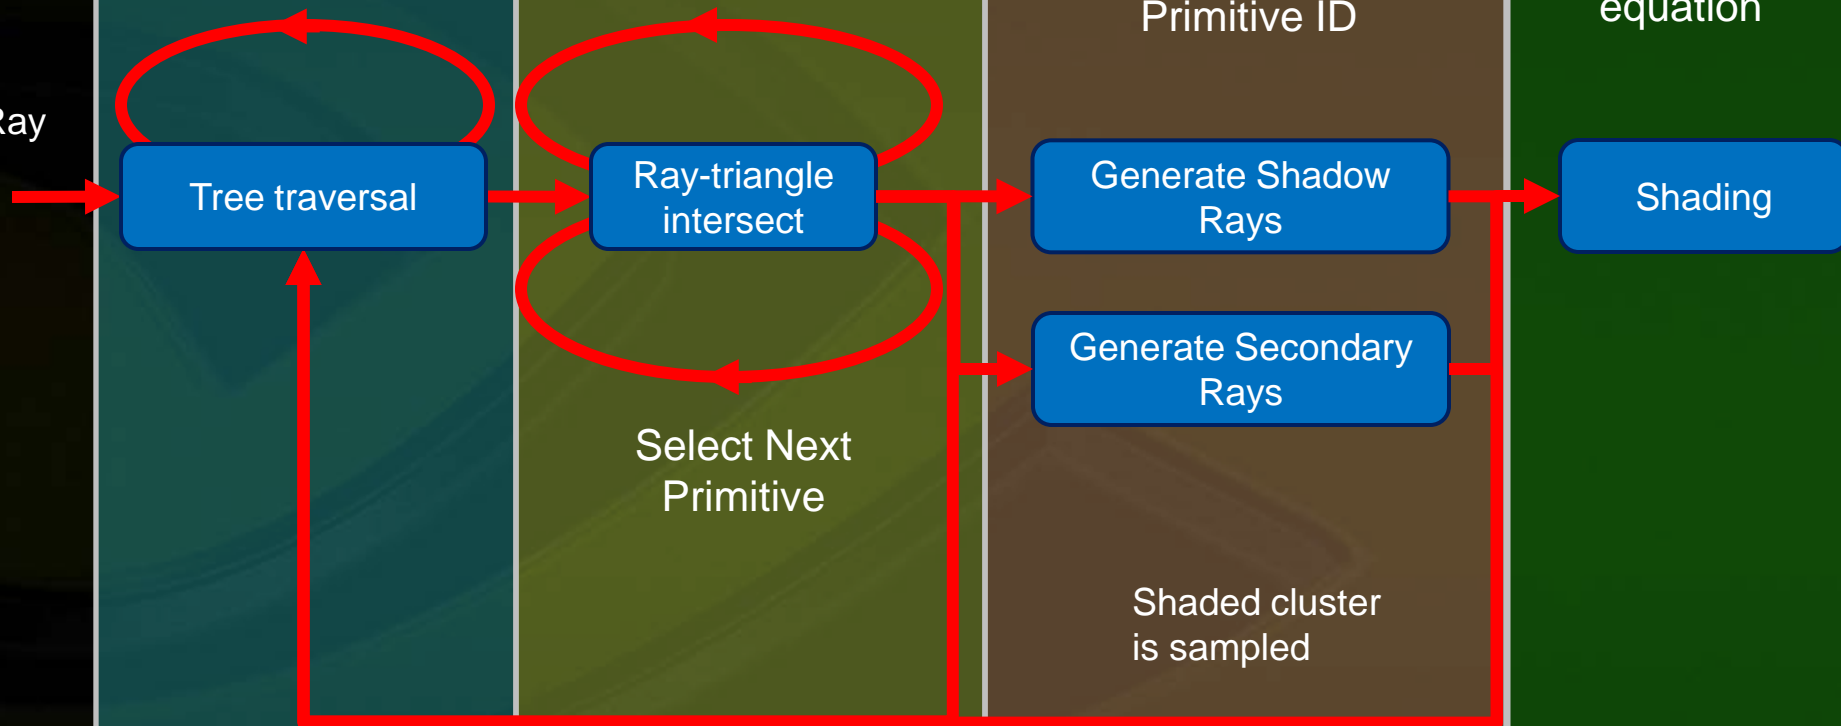 Primitive ID
equation
Ray
Tree traversal
Ray-triangle
intersect
Generate Shadow
Rays
Shading
Generate Secondary
Rays
Select Next
Primitive
Shaded cluster
is sampled